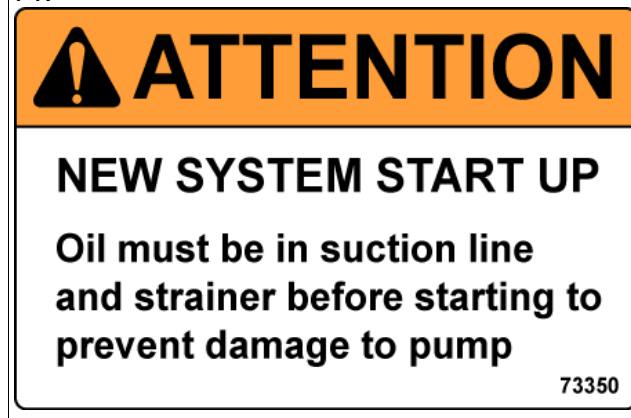 ATTENTION
NEW SYSTEM START UP
Oil must be in suction line
and strainer before starting to
prevent damage to pump
73350